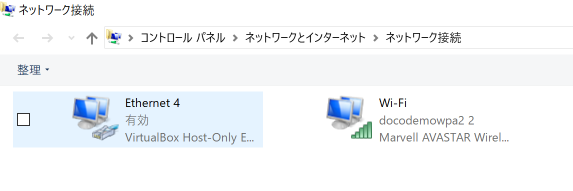 ネットワーク接続
コントロール パネル > ネットワークとインターネット > ネットワーク接続
整理
Ethernet 4
有効
VirtualBox Host-Only E...
Wi-Fi
docodemowpa2 2
Marvell AVASTAR Wirel...